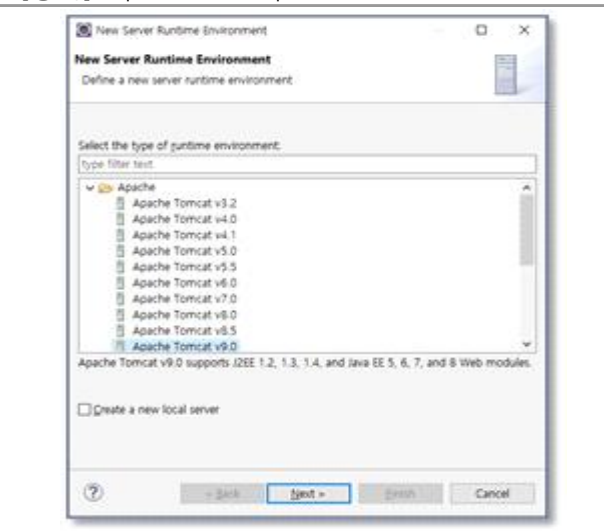 New Server Runtime Environment
New Server Runtime Environment
Define a new server runtime environment
Select the type of runtime environment:
type filter text
Apache
Apache Tomcat v3.2
Apache Tomcat v4.0
Apache Tomcat v4.1
Apache Tomcat v5.0
Apache Tomcat v5.5
Apache Tomcat v6.0
Apache Tomcat v7.0
Apache Tomcat v8.0
Apache Tomcat v8.5
Apache Tomcat v9.0
Apache Tomcat v9.0 supports J2EE 1.2, 1.3, 1.4, and Java EE 5, 6, 7, and 8 Web modules.
Create a new local server
? < Back Next > Finish Cancel